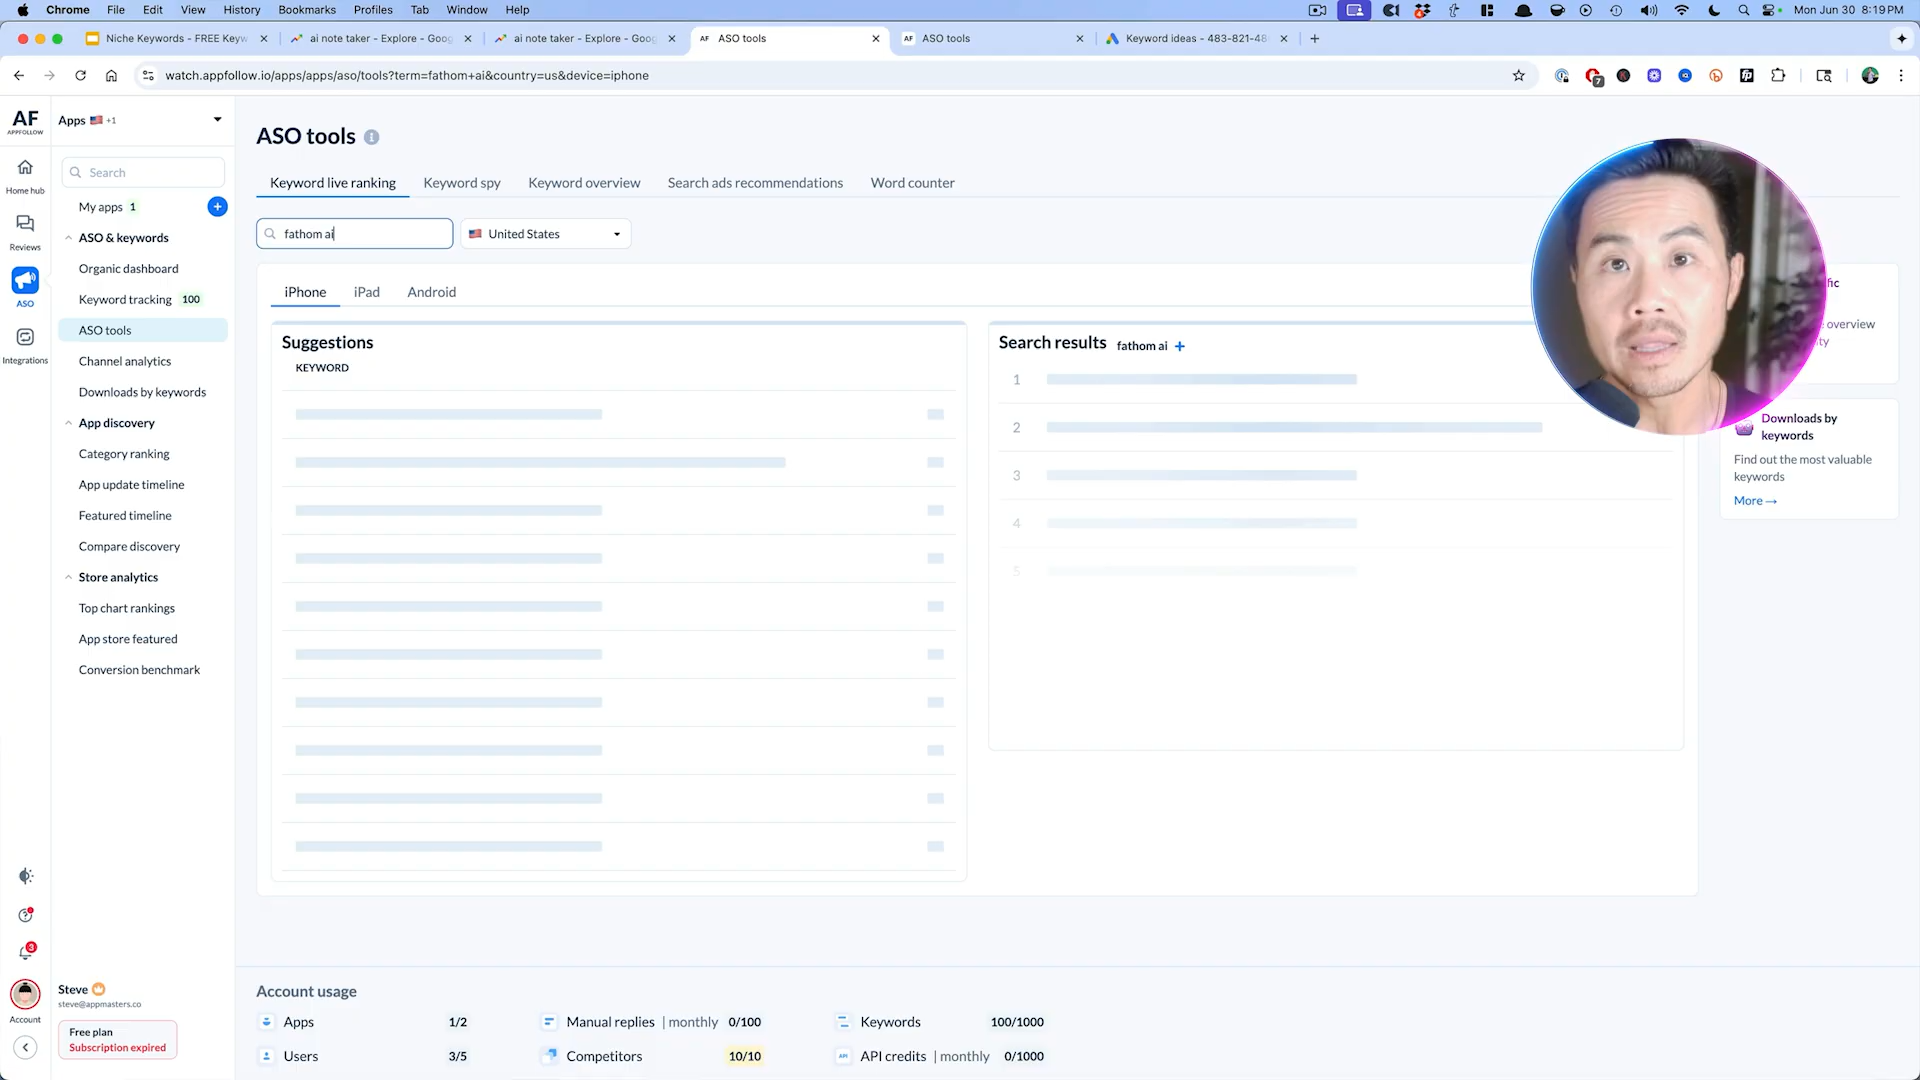 Chrome File Edit View History Bookmarks Profiles Tab Window Help Mon Jun 30 8:19 PM
Niche Keywords - FREE Keyw
ai note taker - Explore - Goog
ai note taker - Explore - Goog
AF ASO tools
AF ASO tools
Keyword ideas - 483-821-48
watch.appfollow.io/apps/apps/aso/tools?term=fathom+ai&country=us&device=iphone
7
AF
APPFOLLOW
Home hub
Reviews
ASO
Integrations
3
Account
Apps +1
Search
My apps 1
ASO & keywords
Organic dashboard
Keyword tracking 100
ASO tools
Channel analytics
Downloads by keywords
App discovery
Category ranking
App update timeline
Featured timeline
Compare discovery
Store analytics
Top chart rankings
App store featured
Conversion benchmark
Steve
steve@appmasters.co
Free plan
Subscription expired
ASO tools
Keyword live ranking Keyword spy Keyword overview Search ads recommendations Word counter
fathom ai
United States
iPhone iPad Android
Suggestions
KEYWORD
Search results fathom ai +
1
2
3
4
5
overview
Downloads by
keywords
Find out the most valuable
keywords
More →
Account usage
Apps 1/2
Manual replies | monthly 0/100
Keywords 100/1000
Users 3/5
Competitors 10/10
API API credits | monthly 0/1000